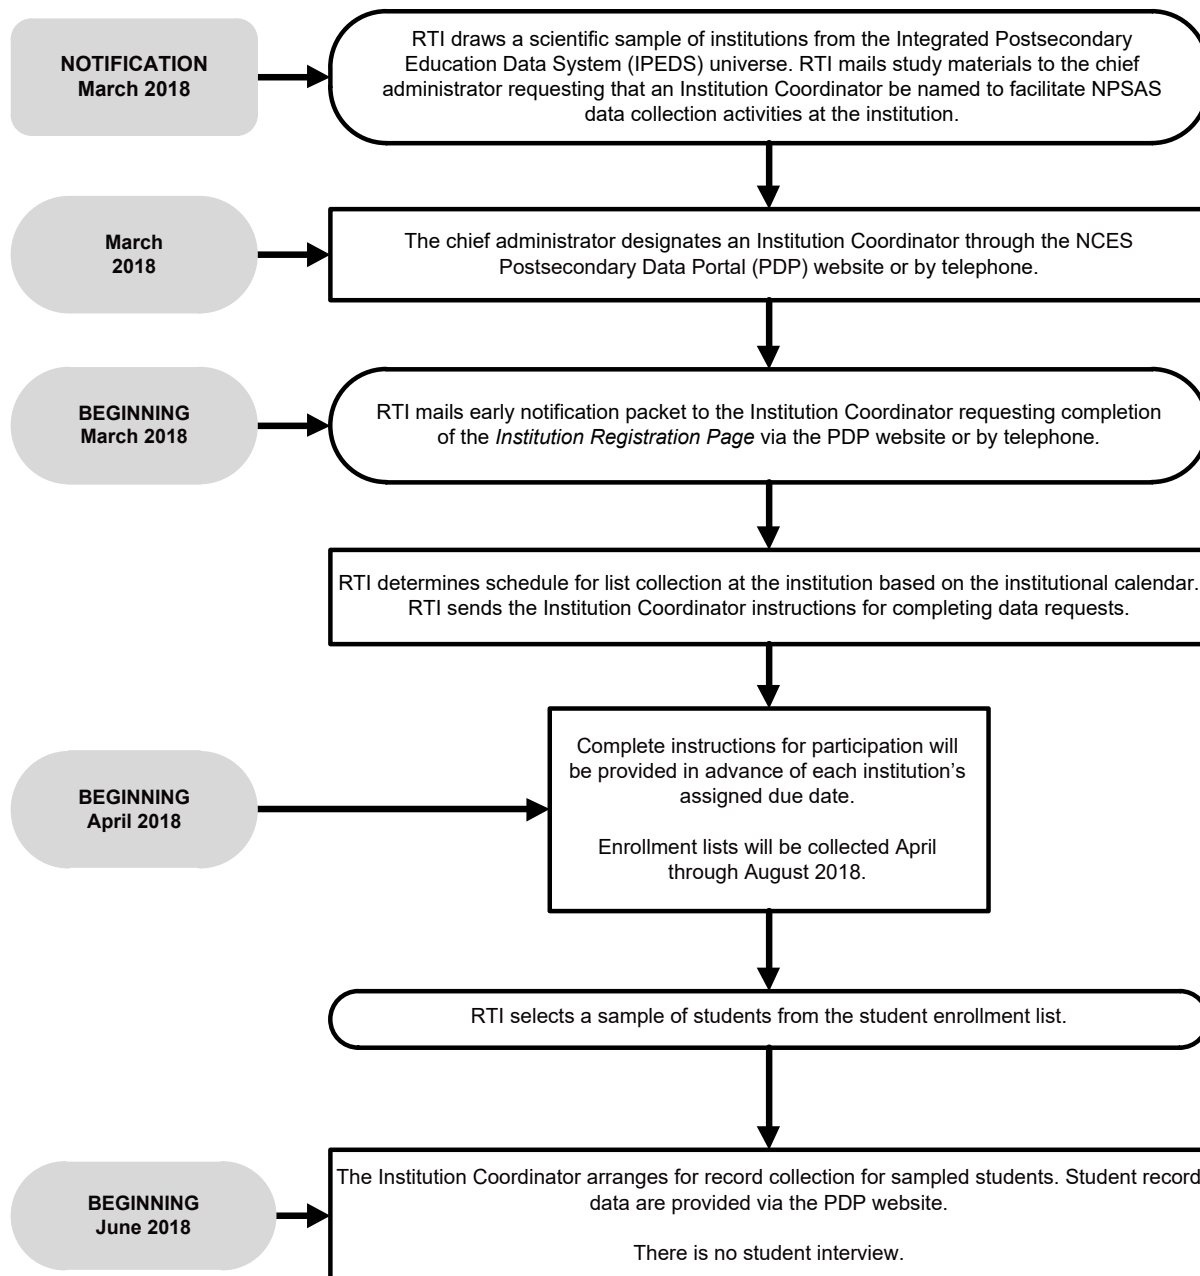 NOTIFICATION
March 2018
RTI draws a scientific sample of institutions from the Integrated Postsecondary
Education Data System (IPEDS) universe. RTI mails study materials to the chief
administrator requesting that an Institution Coordinator be named to facilitate NPSAS
data collection activities at the institution.
March
2018
The chief administrator designates an Institution Coordinator through the NCES
Postsecondary Data Portal (PDP) website or by telephone.
BEGINNING
March 2018
RTI mails early notification packet to the Institution Coordinator requesting completion
of the Institution Registration Page via the PDP website or by telephone.
RTI determines schedule for list collection at the institution based on the institutional calendar.
RTI sends the Institution Coordinator instructions for completing data requests.
BEGINNING
April 2018
Complete instructions for participation will
be provided in advance of each institution’s
assigned due date.
Enrollment lists will be collected April
through August 2018.
RTI selects a sample of students from the student enrollment list.
BEGINNING
June 2018
The Institution Coordinator arranges for record collection for sampled students. Student record
data are provided via the PDP website.
There is no student interview.